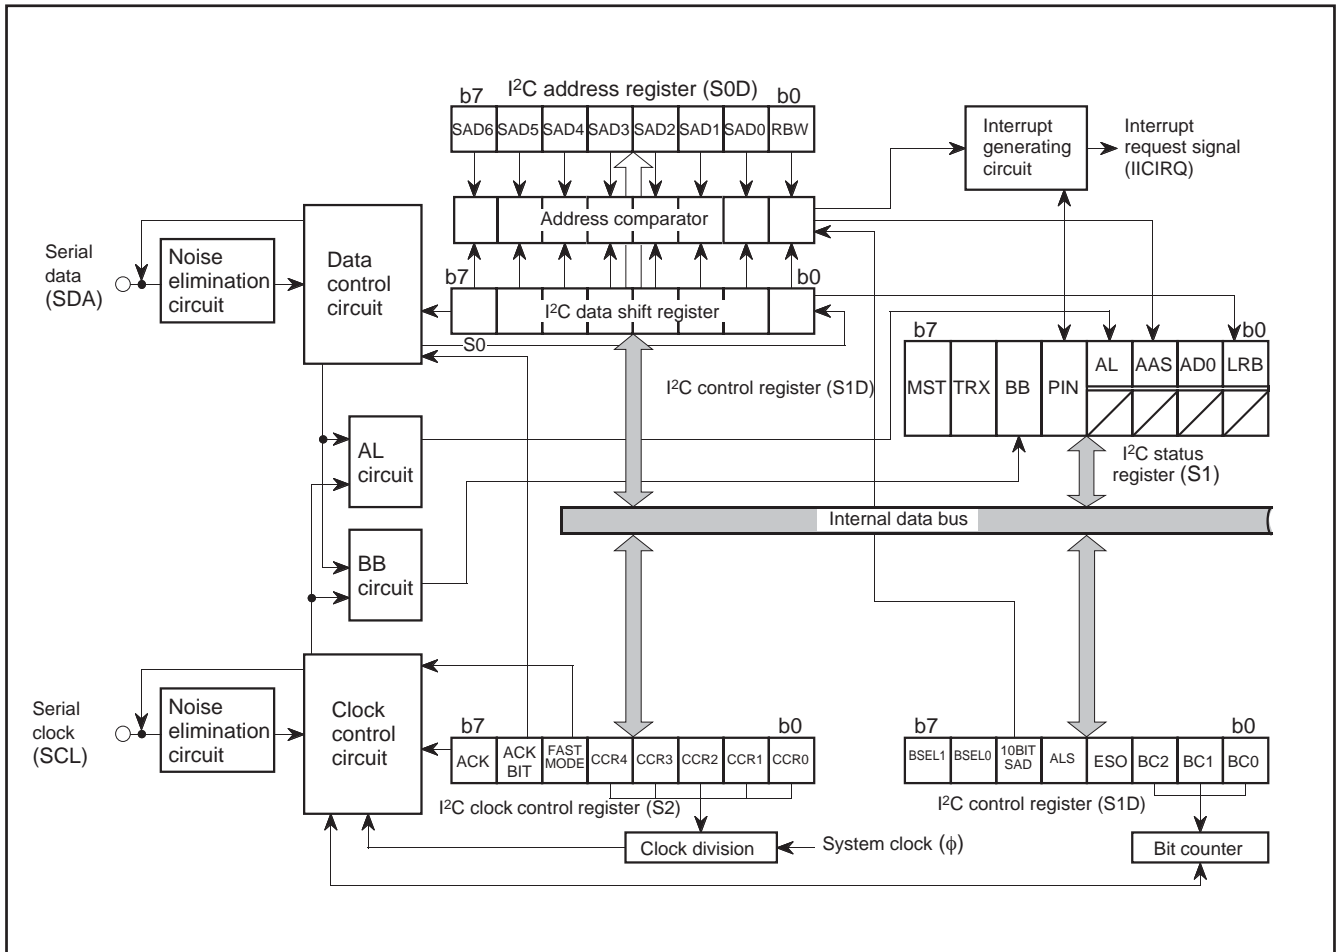 I2C address register (S0D)
b7
b0
SAD6
SAD5
SAD4
SAD3
SAD2
SAD1
SAD0
RBW
Interrupt
generating
circuit
Interrupt
request signal
(IICIRQ)
Address comparator
Serial
data
(SDA)
Noise
elimination
circuit
Data
control
circuit
b7
b0
I2C data shift register
S0
b7
b0
MST
TRX
BB
PIN
AL
AAS
AD0
LRB
I2C control register (S1D)
AL
circuit
I2C status
register (S1)
Internal data bus
BB
circuit
Serial
clock
(SCL)
Noise
elimination
circuit
Clock
control
circuit
b7
b0
ACK
ACK
BIT
FAST
MODE
CCR4
CCR3
CCR2
CCR1
CCR0
I2C clock control register (S2)
b7
b0
BSEL1
BSEL0
10BIT
SAD
ALS
ESO
BC2
BC1
BC0
I2C control register (S1D)
Clock division
System clock (ϕ)
Bit counter